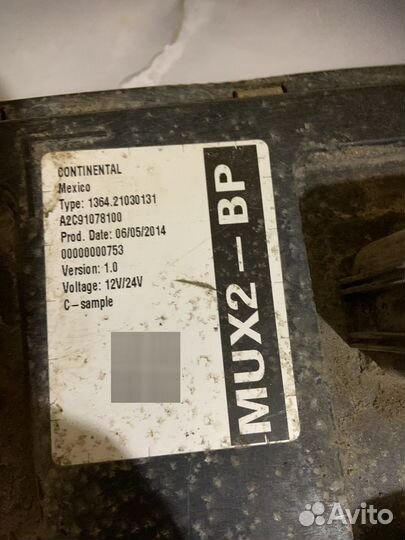 CONTINENTAL
Mexico
Type: 1364.21030131
A2C91078100
Prod. Date: 06/05/2014
00000000753
Version: 1.0
Voltage: 12V/24V
C-sample
MUX2-BP
Avito